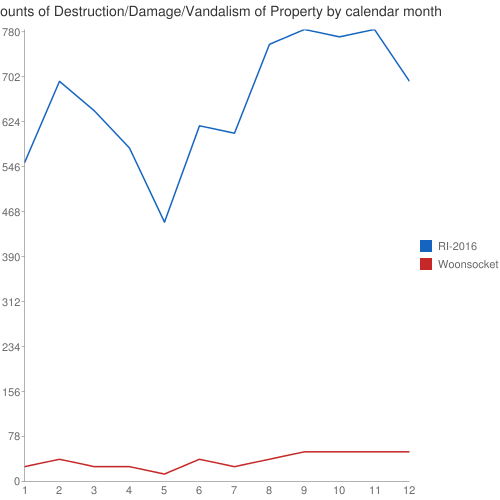 ounts of Destruction/Damage/Vandalism of Property by calendar month
780
702
624
546
468
390
312
234
156
78
0
1 2 3 4 5 6 7 8 9 10 11 12
RI-2016
Woonsocket